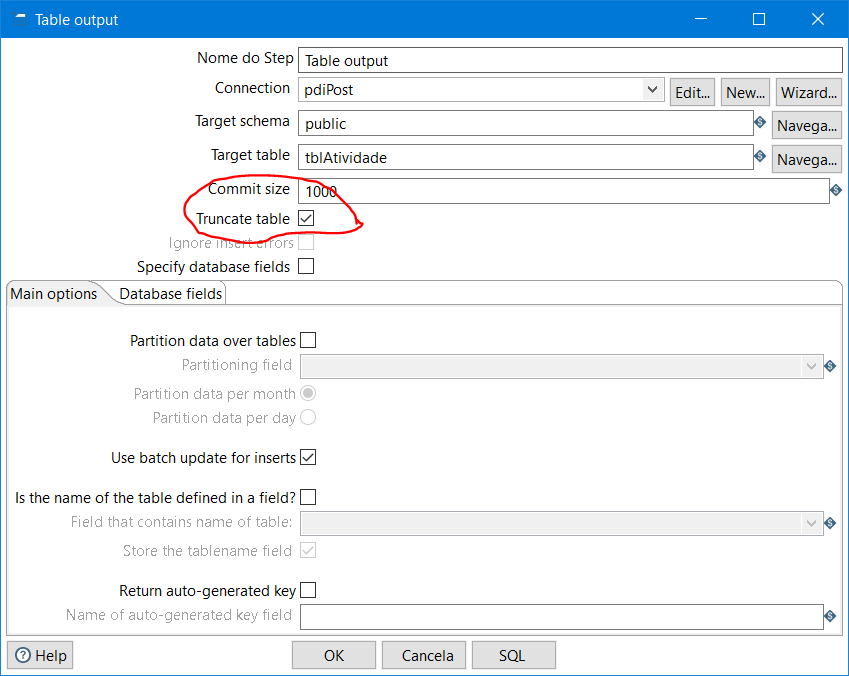 Table output
Nome do Step Table output
Connection pdiPost Edit... New... Wizard...
Target schema public Navega...
Target table tblAtividade Navega...
Commit size 1000
Truncate table
Ignore insert errors
Specify database fields
Main options Database fields
Partition data over tables
Partitioning field
Partition data per month
Partition data per day
Use batch update for inserts
Is the name of the table defined in a field?
Field that contains name of table:
Store the tablename field
Return auto-generated key
Name of auto-generated key field
Help OK Cancela SQL